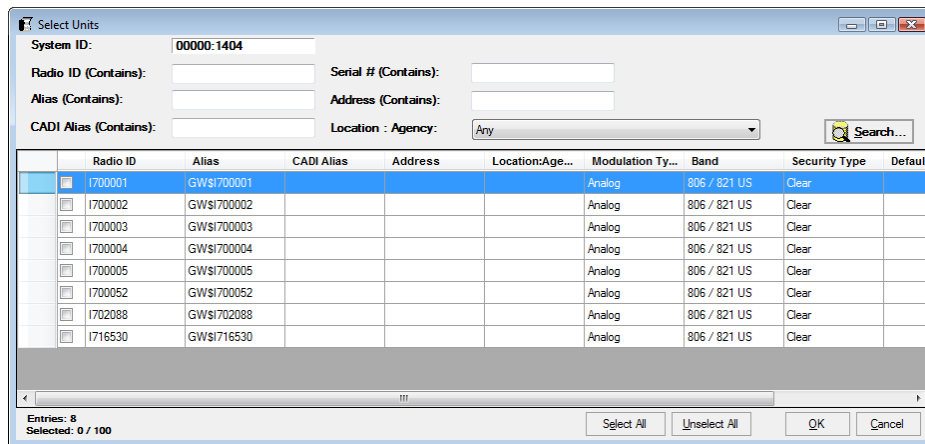 Select Units
System ID: 00000:1404
Radio ID (Contains): Serial # (Contains):
Alias (Contains): Address (Contains):
CADI Alias (Contains): Location : Agency: Any Search...
Radio ID Alias CADI Alias Address Location:Age... Modulation Ty... Band Security Type Defaul
I700001 GW$I700001 Analog 806 / 821 US Clear
I700002 GW$I700002 Analog 806 / 821 US Clear
I700003 GW$I700003 Analog 806 / 821 US Clear
I700004 GW$I700004 Analog 806 / 821 US Clear
I700005 GW$I700005 Analog 806 / 821 US Clear
I700052 GW$I700052 Analog 806 / 821 US Clear
I702088 GW$I702088 Analog 806 / 821 US Clear
I716530 GW$I716530 Analog 806 / 821 US Clear
Entries: 8
Selected: 0 / 100 Select All Unselect All OK Cancel